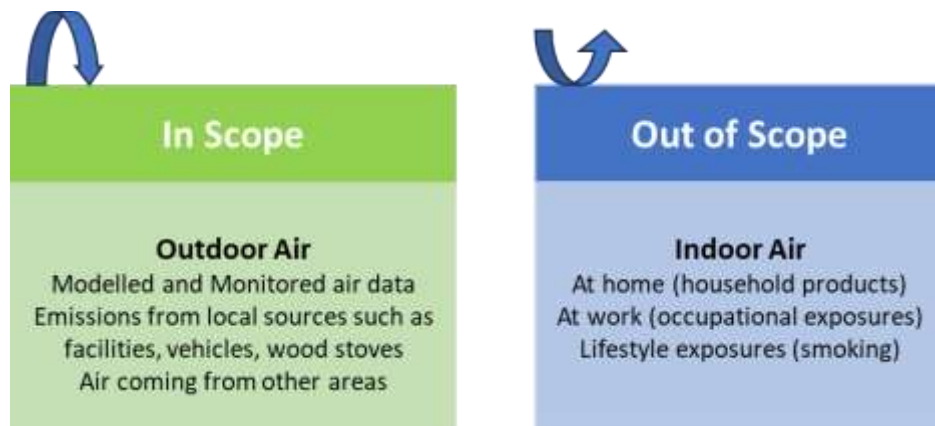 In Scope
Outdoor Air
Modelled and Monitored air data
Emissions from local sources such as
facilities, vehicles, wood stoves
Air coming from other areas
Out of Scope
Indoor Air
At home (household products)
At work (occupational exposures)
Lifestyle exposures (smoking)